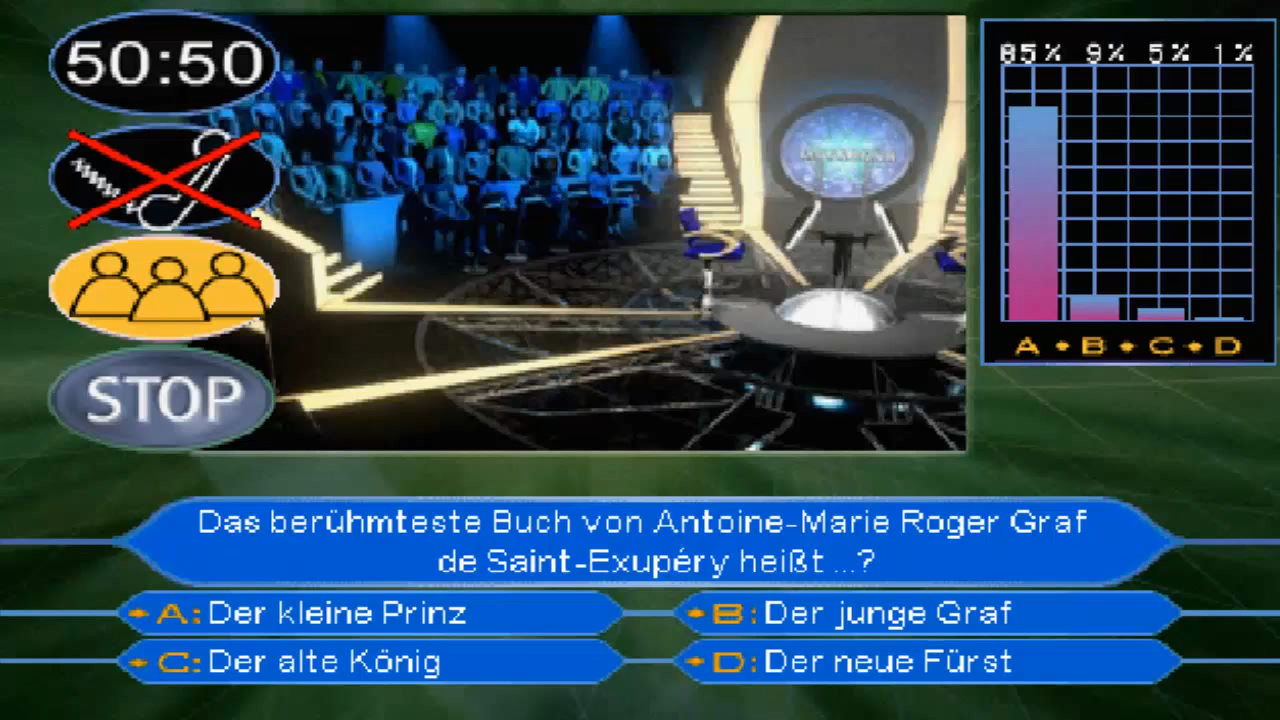 50:50
85% 9% 5% 1%
A B C D
STOP
Das berühmteste Buch von Antoine-Marie Roger Graf
de Saint-Exupéry heißt ...?
A: Der kleine Prinz
B: Der junge Graf
C: Der alte König
D: Der neue Fürst